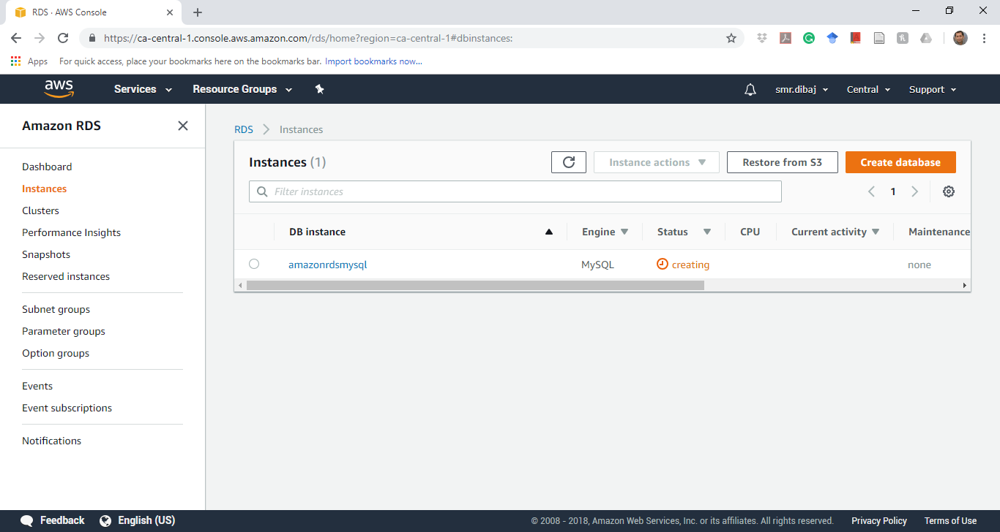 RDS · AWS Console
https://ca-central-1.console.aws.amazon.com/rds/home?region=ca-central-1#dbinstances:
Apps For quick access, place your bookmarks here on the bookmarks bar. Import bookmarks now...
aws Services Resource Groups smr.dibaj Central Support
Amazon RDS
Dashboard
Instances
Clusters
Performance Insights
Snapshots
Reserved instances
Subnet groups
Parameter groups
Option groups
Events
Event subscriptions
Notifications
RDS Instances
Instances (1) Instance actions Restore from S3 Create database
Filter instances 1
DB instance Engine Status CPU Current activity Maintenance
amazonrdsmysql MySQL creating none
Feedback English (US) © 2008 - 2018, Amazon Web Services, Inc. or its affiliates. All rights reserved. Privacy Policy Terms of Use